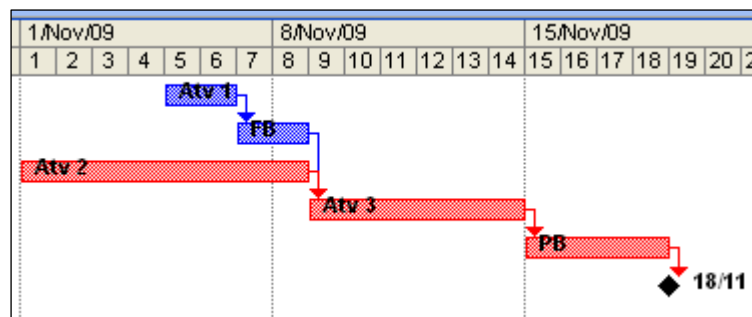 1/Nov/09 8/Nov/09 15/Nov/09
1 2 3 4 5 6 7 8 9 10 11 12 13 14 15 16 17 18 19 20
Atv 1
FB
Atv 2
Atv 3
PB
18/11